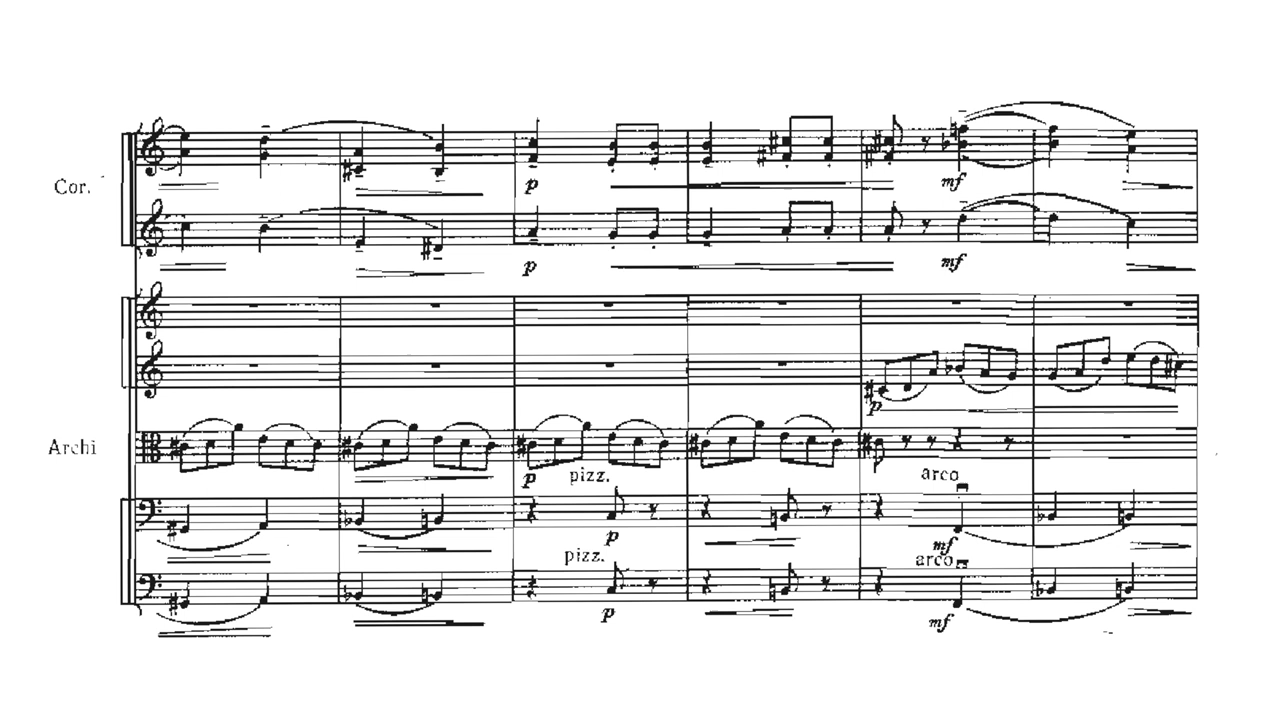 Cor.
p
mf
p
mf
p
Archi
p pizz. arco
p mf
pizz. arco
p mf